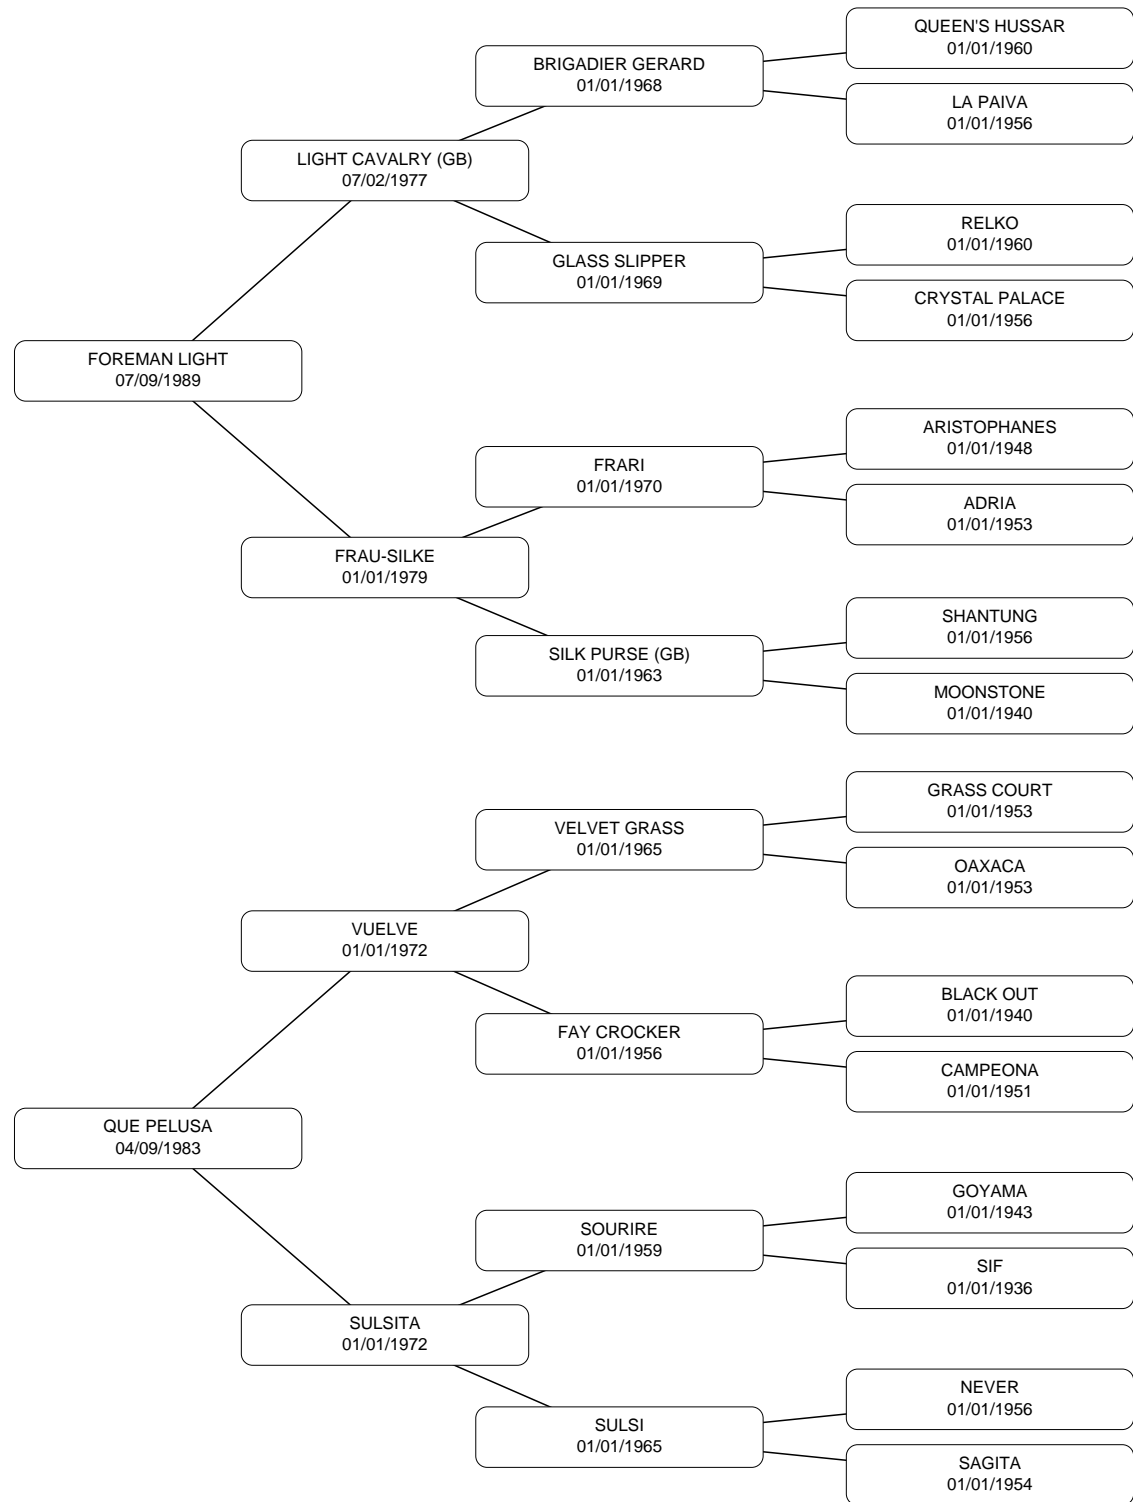 QUEEN'S HUSSAR
01/01/1960
BRIGADIER GERARD
01/01/1968
LA PAIVA
01/01/1956
LIGHT CAVALRY (GB)
07/02/1977
RELKO
01/01/1960
GLASS SLIPPER
01/01/1969
CRYSTAL PALACE
01/01/1956
FOREMAN LIGHT
07/09/1989
ARISTOPHANES
01/01/1948
FRARI
01/01/1970
ADRIA
01/01/1953
FRAU-SILKE
01/01/1979
SHANTUNG
01/01/1956
SILK PURSE (GB)
01/01/1963
MOONSTONE
01/01/1940
GRASS COURT
01/01/1953
VELVET GRASS
01/01/1965
OAXACA
01/01/1953
VUELVE
01/01/1972
BLACK OUT
01/01/1940
FAY CROCKER
01/01/1956
CAMPEONA
01/01/1951
QUE PELUSA
04/09/1983
GOYAMA
01/01/1943
SOURIRE
01/01/1959
SIF
01/01/1936
SULSITA
01/01/1972
NEVER
01/01/1956
SULSI
01/01/1965
SAGITA
01/01/1954